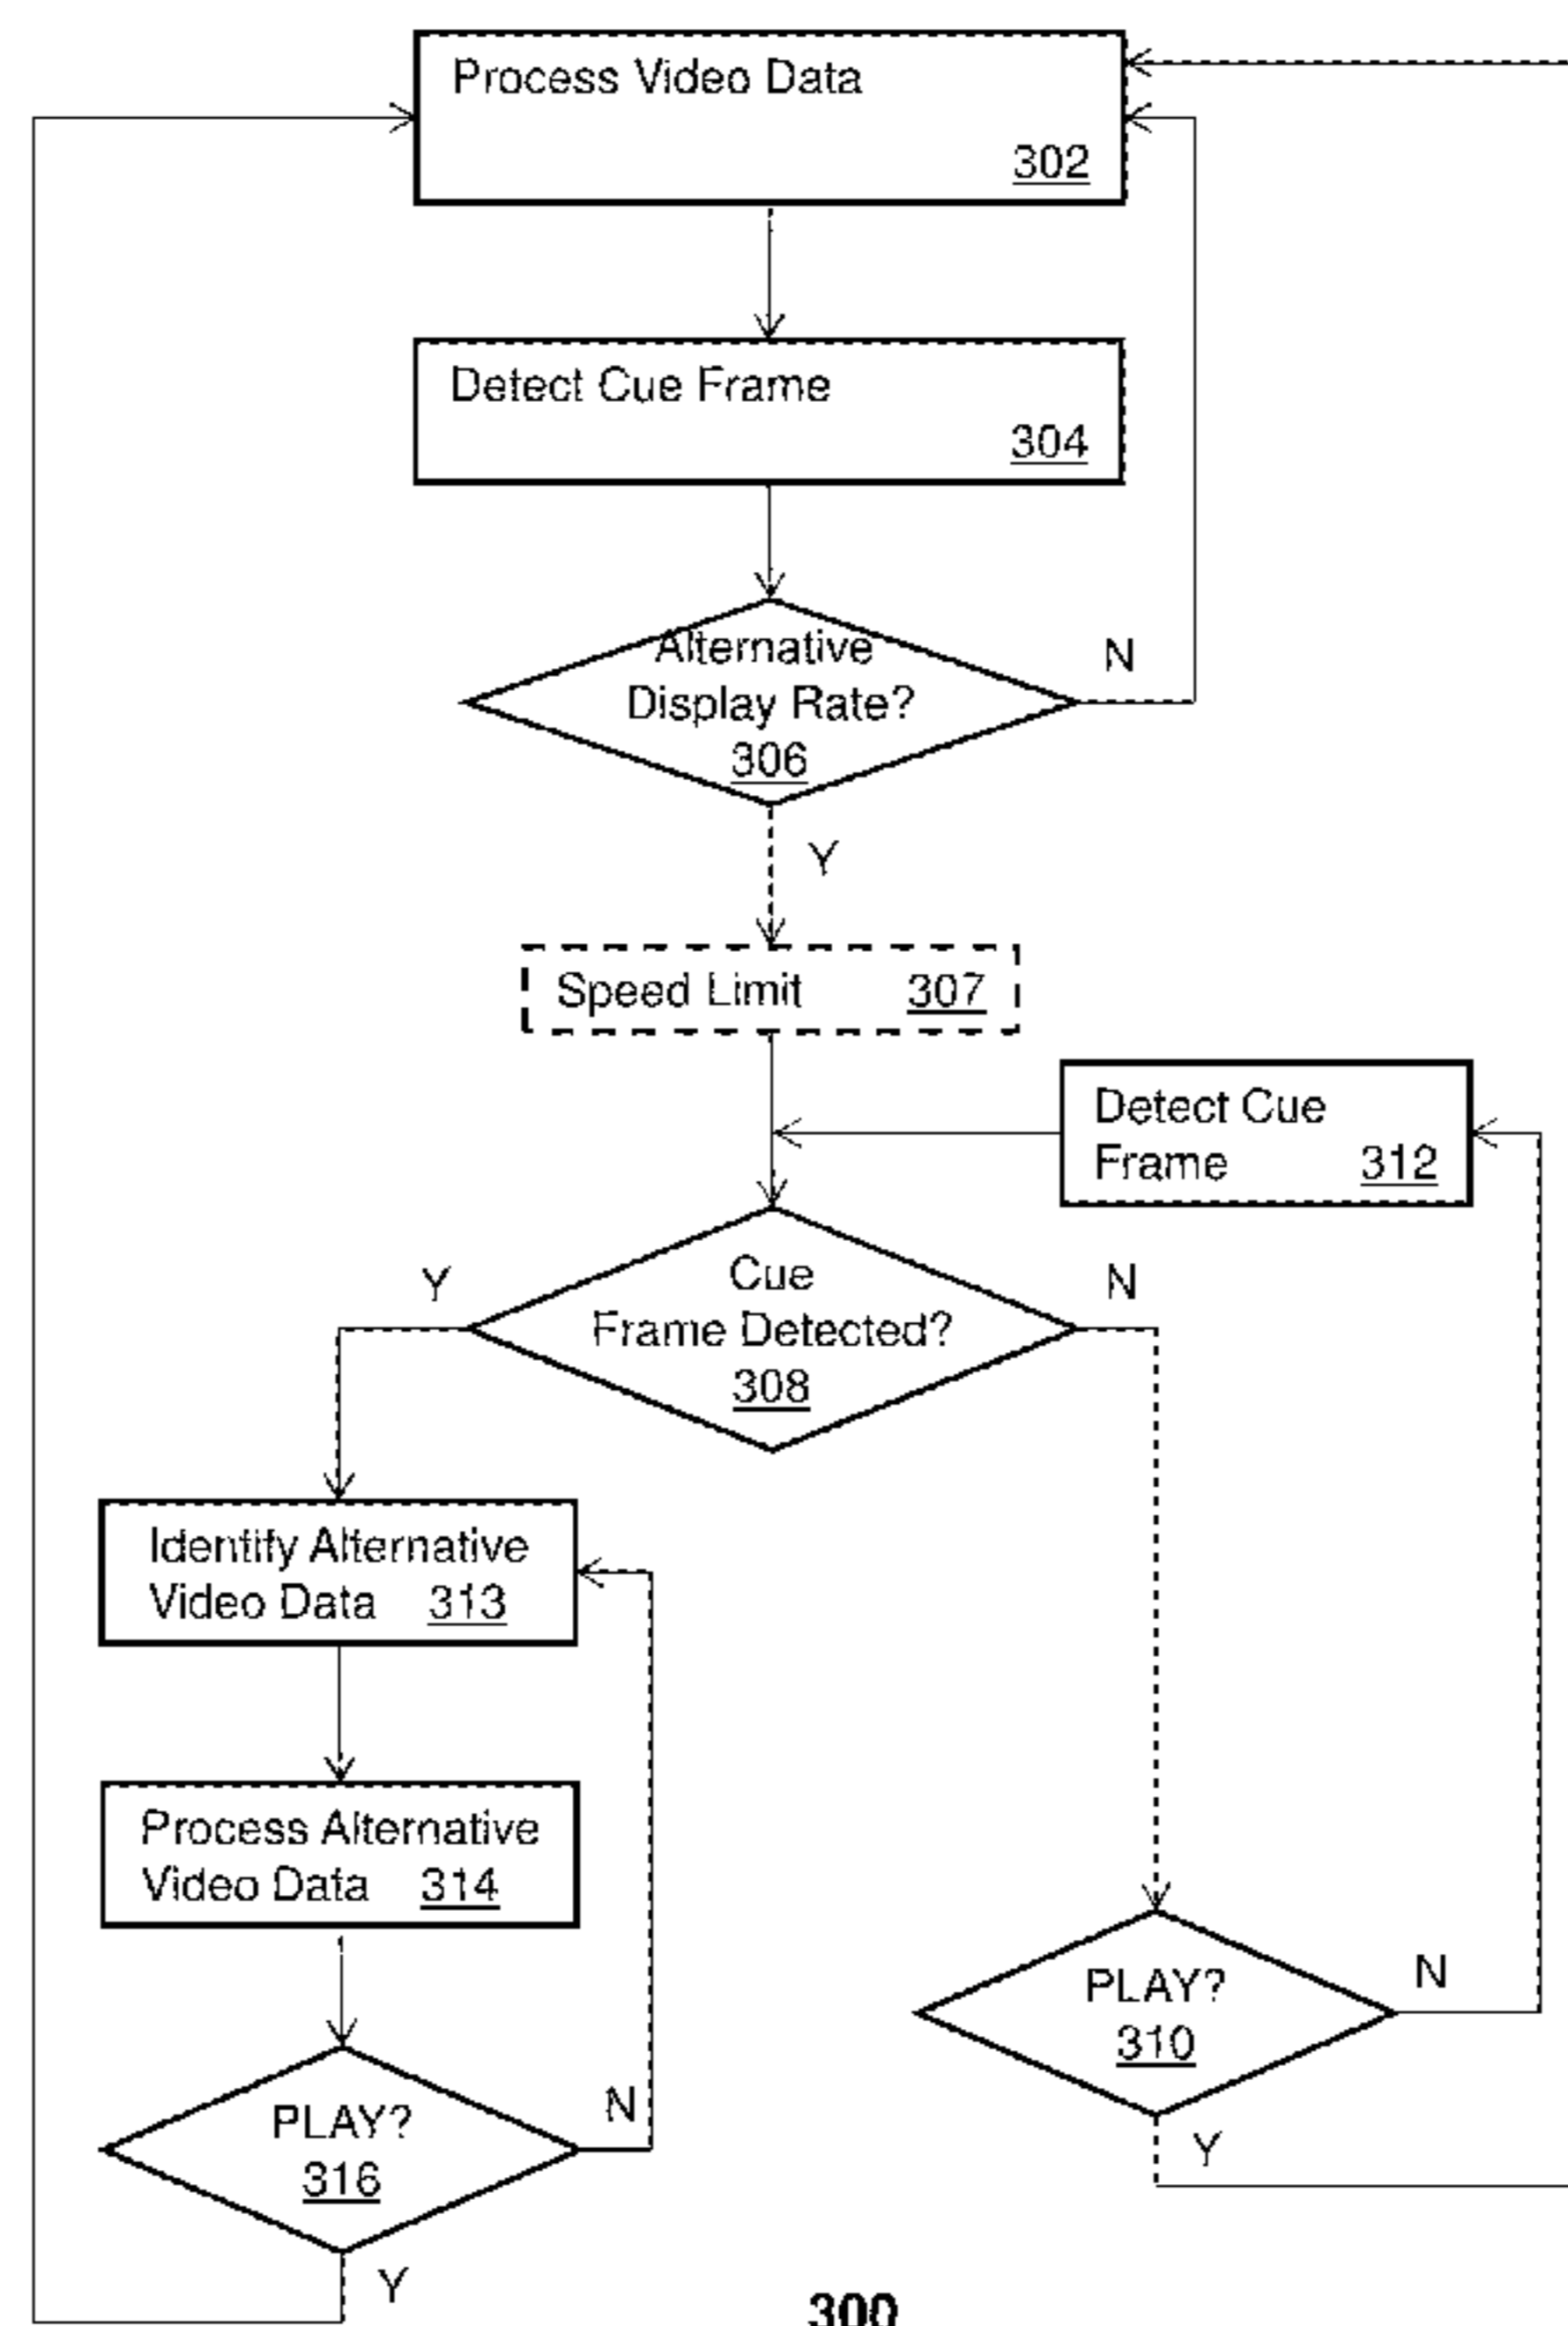 Process Video Data
302
Detect Cue Frame
304
Alternative
Display Rate?
306
N
Y
Speed Limit 307
Detect Cue
Frame 312
Cue
Frame Detected?
308
Y
N
Identify Alternative
Video Data 313
Process Alternative
Video Data 314
PLAY?
310
N
Y
PLAY?
316
N
Y
300